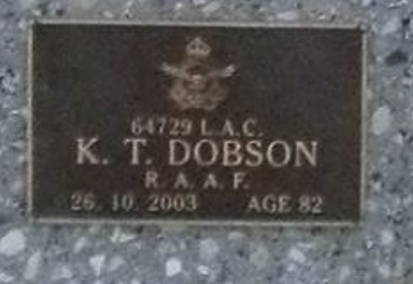 64729 L.A.C.
K. T. DOBSON
R. A. A. F.
26. 10. 2003 AGE 82